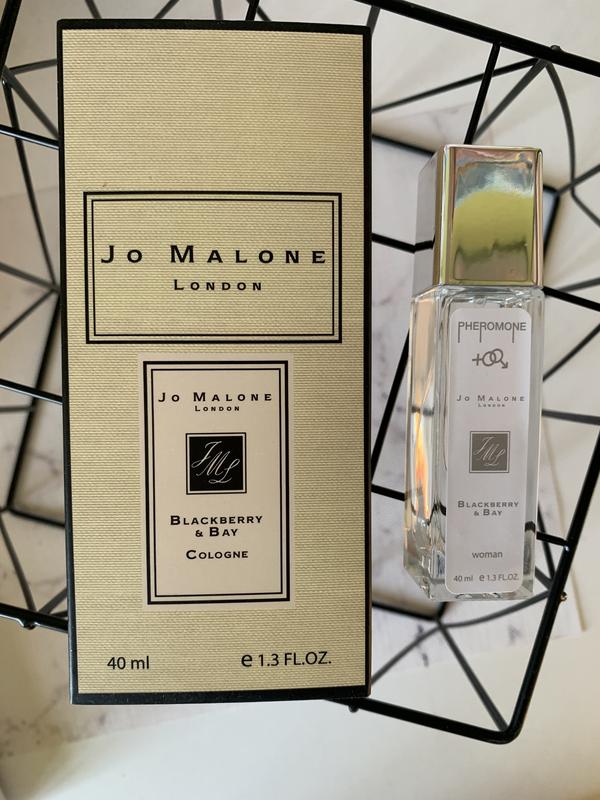 Jo Malone
London
Jo Malone
London
JML
Blackberry
& Bay
Cologne
40 ml e 1.3 FL.OZ.
PHEROMONE
Jo Malone
London
JML
Blackberry
& Bay
woman
40 ml e 1.3 FL.OZ.